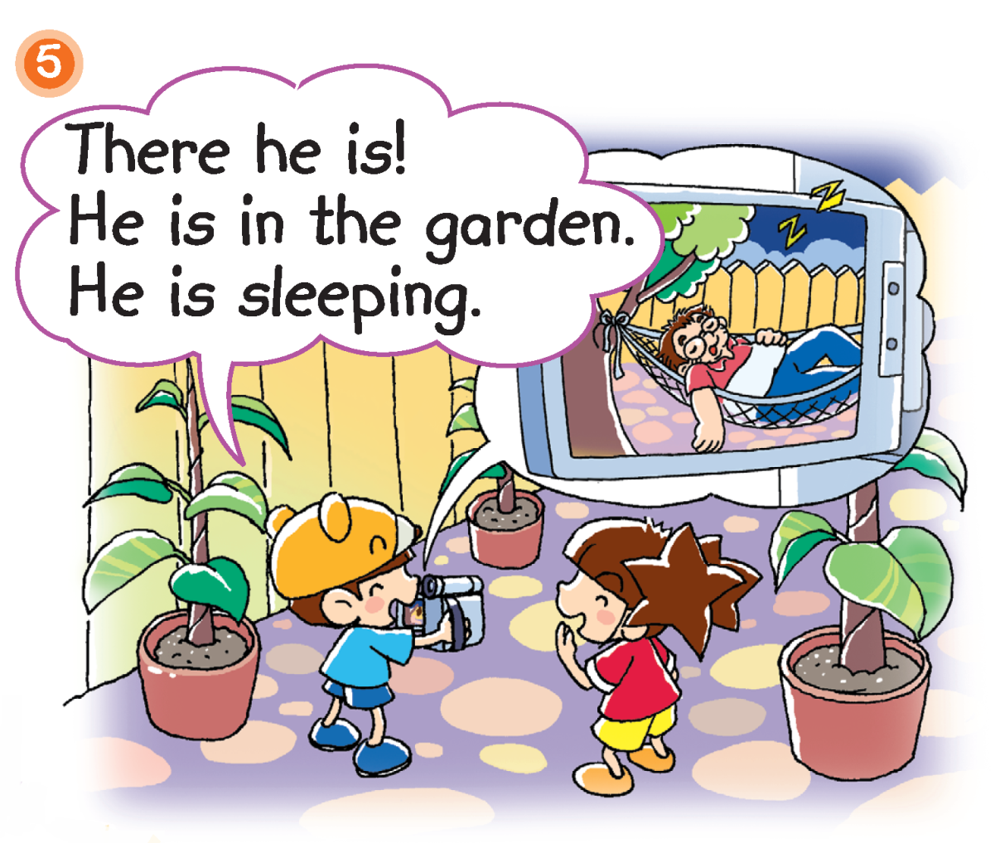 5
There he is!
He is in the garden.
He is sleeping.
z
z